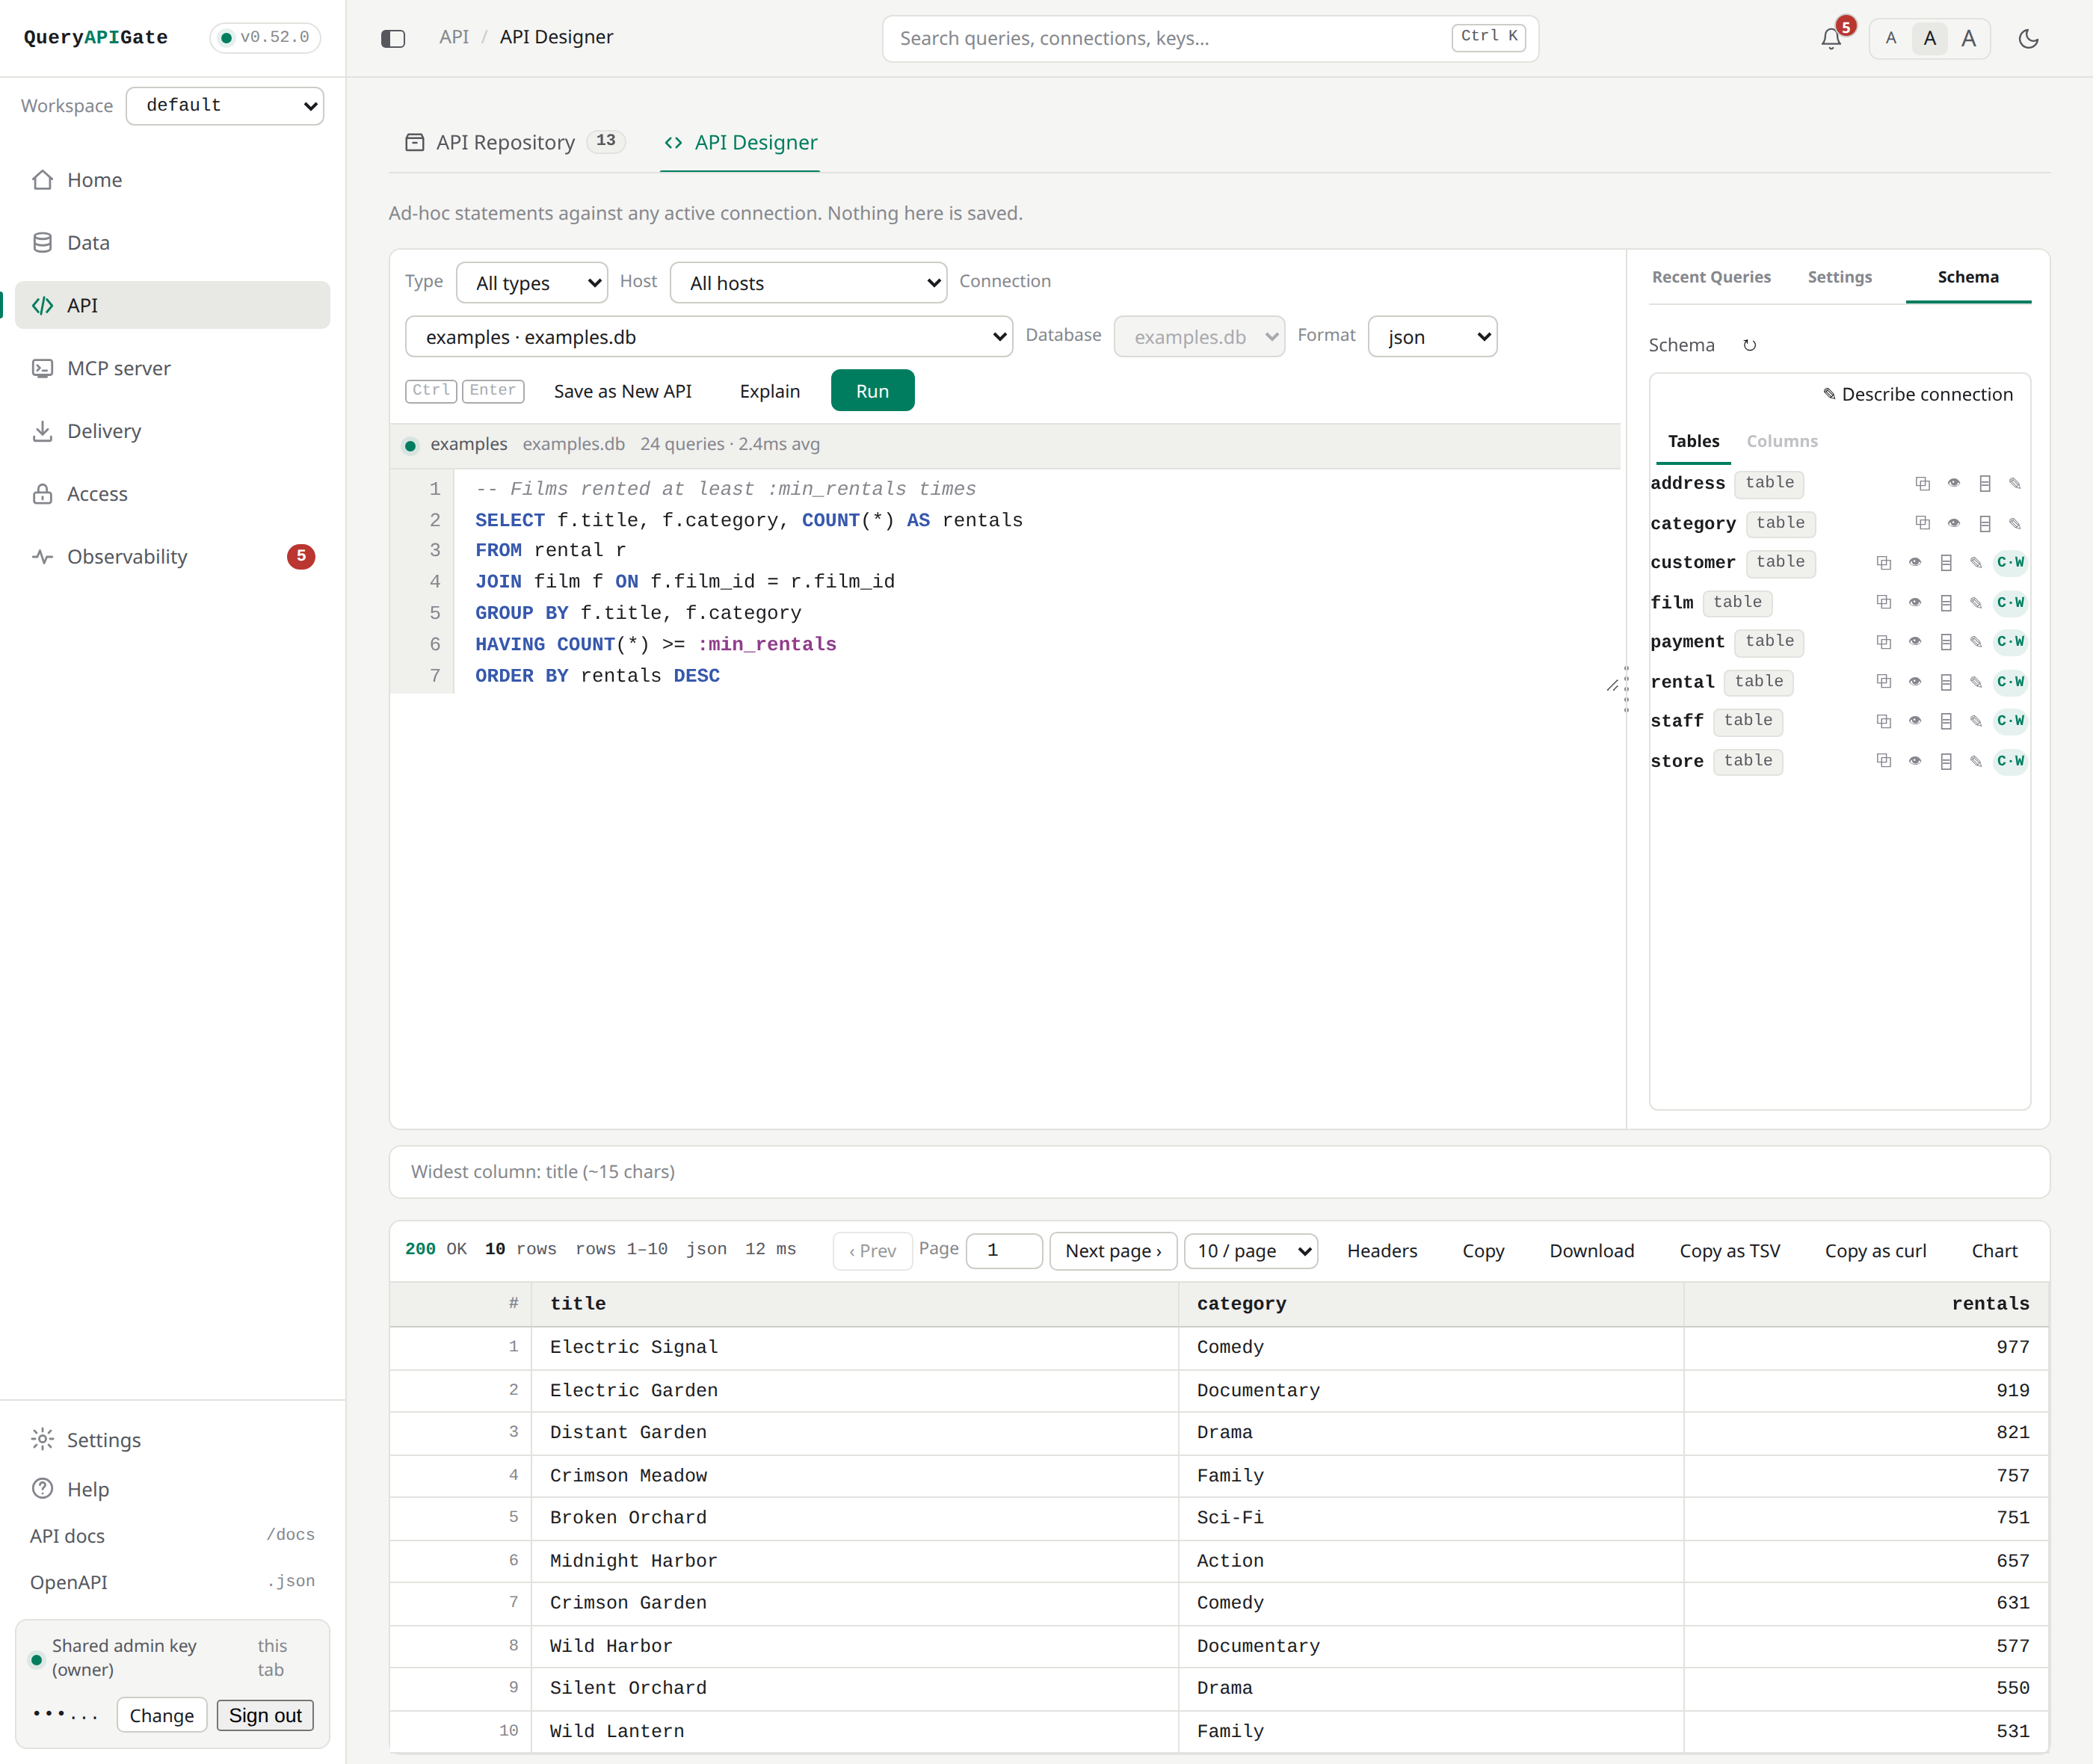 QueryAPIGate v0.52.0
API / API Designer
Search queries, connections, keys... Ctrl K
5
A A A
Workspace default
Home
Data
API
MCP server
Delivery
Access
Observability 5
Settings
Help
API docs /docs
OpenAPI .json
Shared admin key (owner) this tab
•••... Change Sign out
API Repository 13 API Designer
Ad-hoc statements against any active connection. Nothing here is saved.
Type All types Host All hosts Connection
examples · examples.db Database examples.db Format json
Ctrl Enter Save as New API Explain Run
examples examples.db 24 queries · 2.4ms avg
1 -- Films rented at least :min_rentals times
2 SELECT f.title, f.category, COUNT(*) AS rentals
3 FROM rental r
4 JOIN film f ON f.film_id = r.film_id
5 GROUP BY f.title, f.category
6 HAVING COUNT(*) >= :min_rentals
7 ORDER BY rentals DESC
Recent Queries Settings Schema
Schema ↻
✎ Describe connection
Tables Columns
address table
category table
customer table C·W
film table C·W
payment table C·W
rental table C·W
staff table C·W
store table C·W
Widest column: title (~15 chars)
200 OK 10 rows rows 1–10 json 12 ms ‹ Prev Page 1 Next page › 10 / page Headers Copy Download Copy as TSV Copy as curl Chart
# title category rentals
1 Electric Signal Comedy 977
2 Electric Garden Documentary 919
3 Distant Garden Drama 821
4 Crimson Meadow Family 757
5 Broken Orchard Sci-Fi 751
6 Midnight Harbor Action 657
7 Crimson Garden Comedy 631
8 Wild Harbor Documentary 577
9 Silent Orchard Drama 550
10 Wild Lantern Family 531